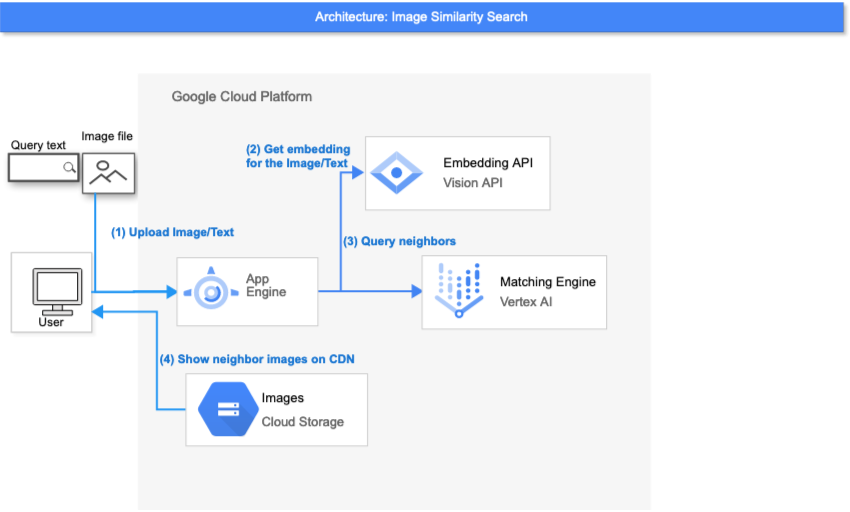 Architecture: Image Similarity Search
Google Cloud Platform
Image file
Query text
(2) Get embedding
for the Image/Text
Embedding API
Vision API
(1) Upload Image/Text
(3) Query neighbors
App
Engine
Matching Engine
Vertex AI
User
(4) Show neighbor images on CDN
Images
Cloud Storage